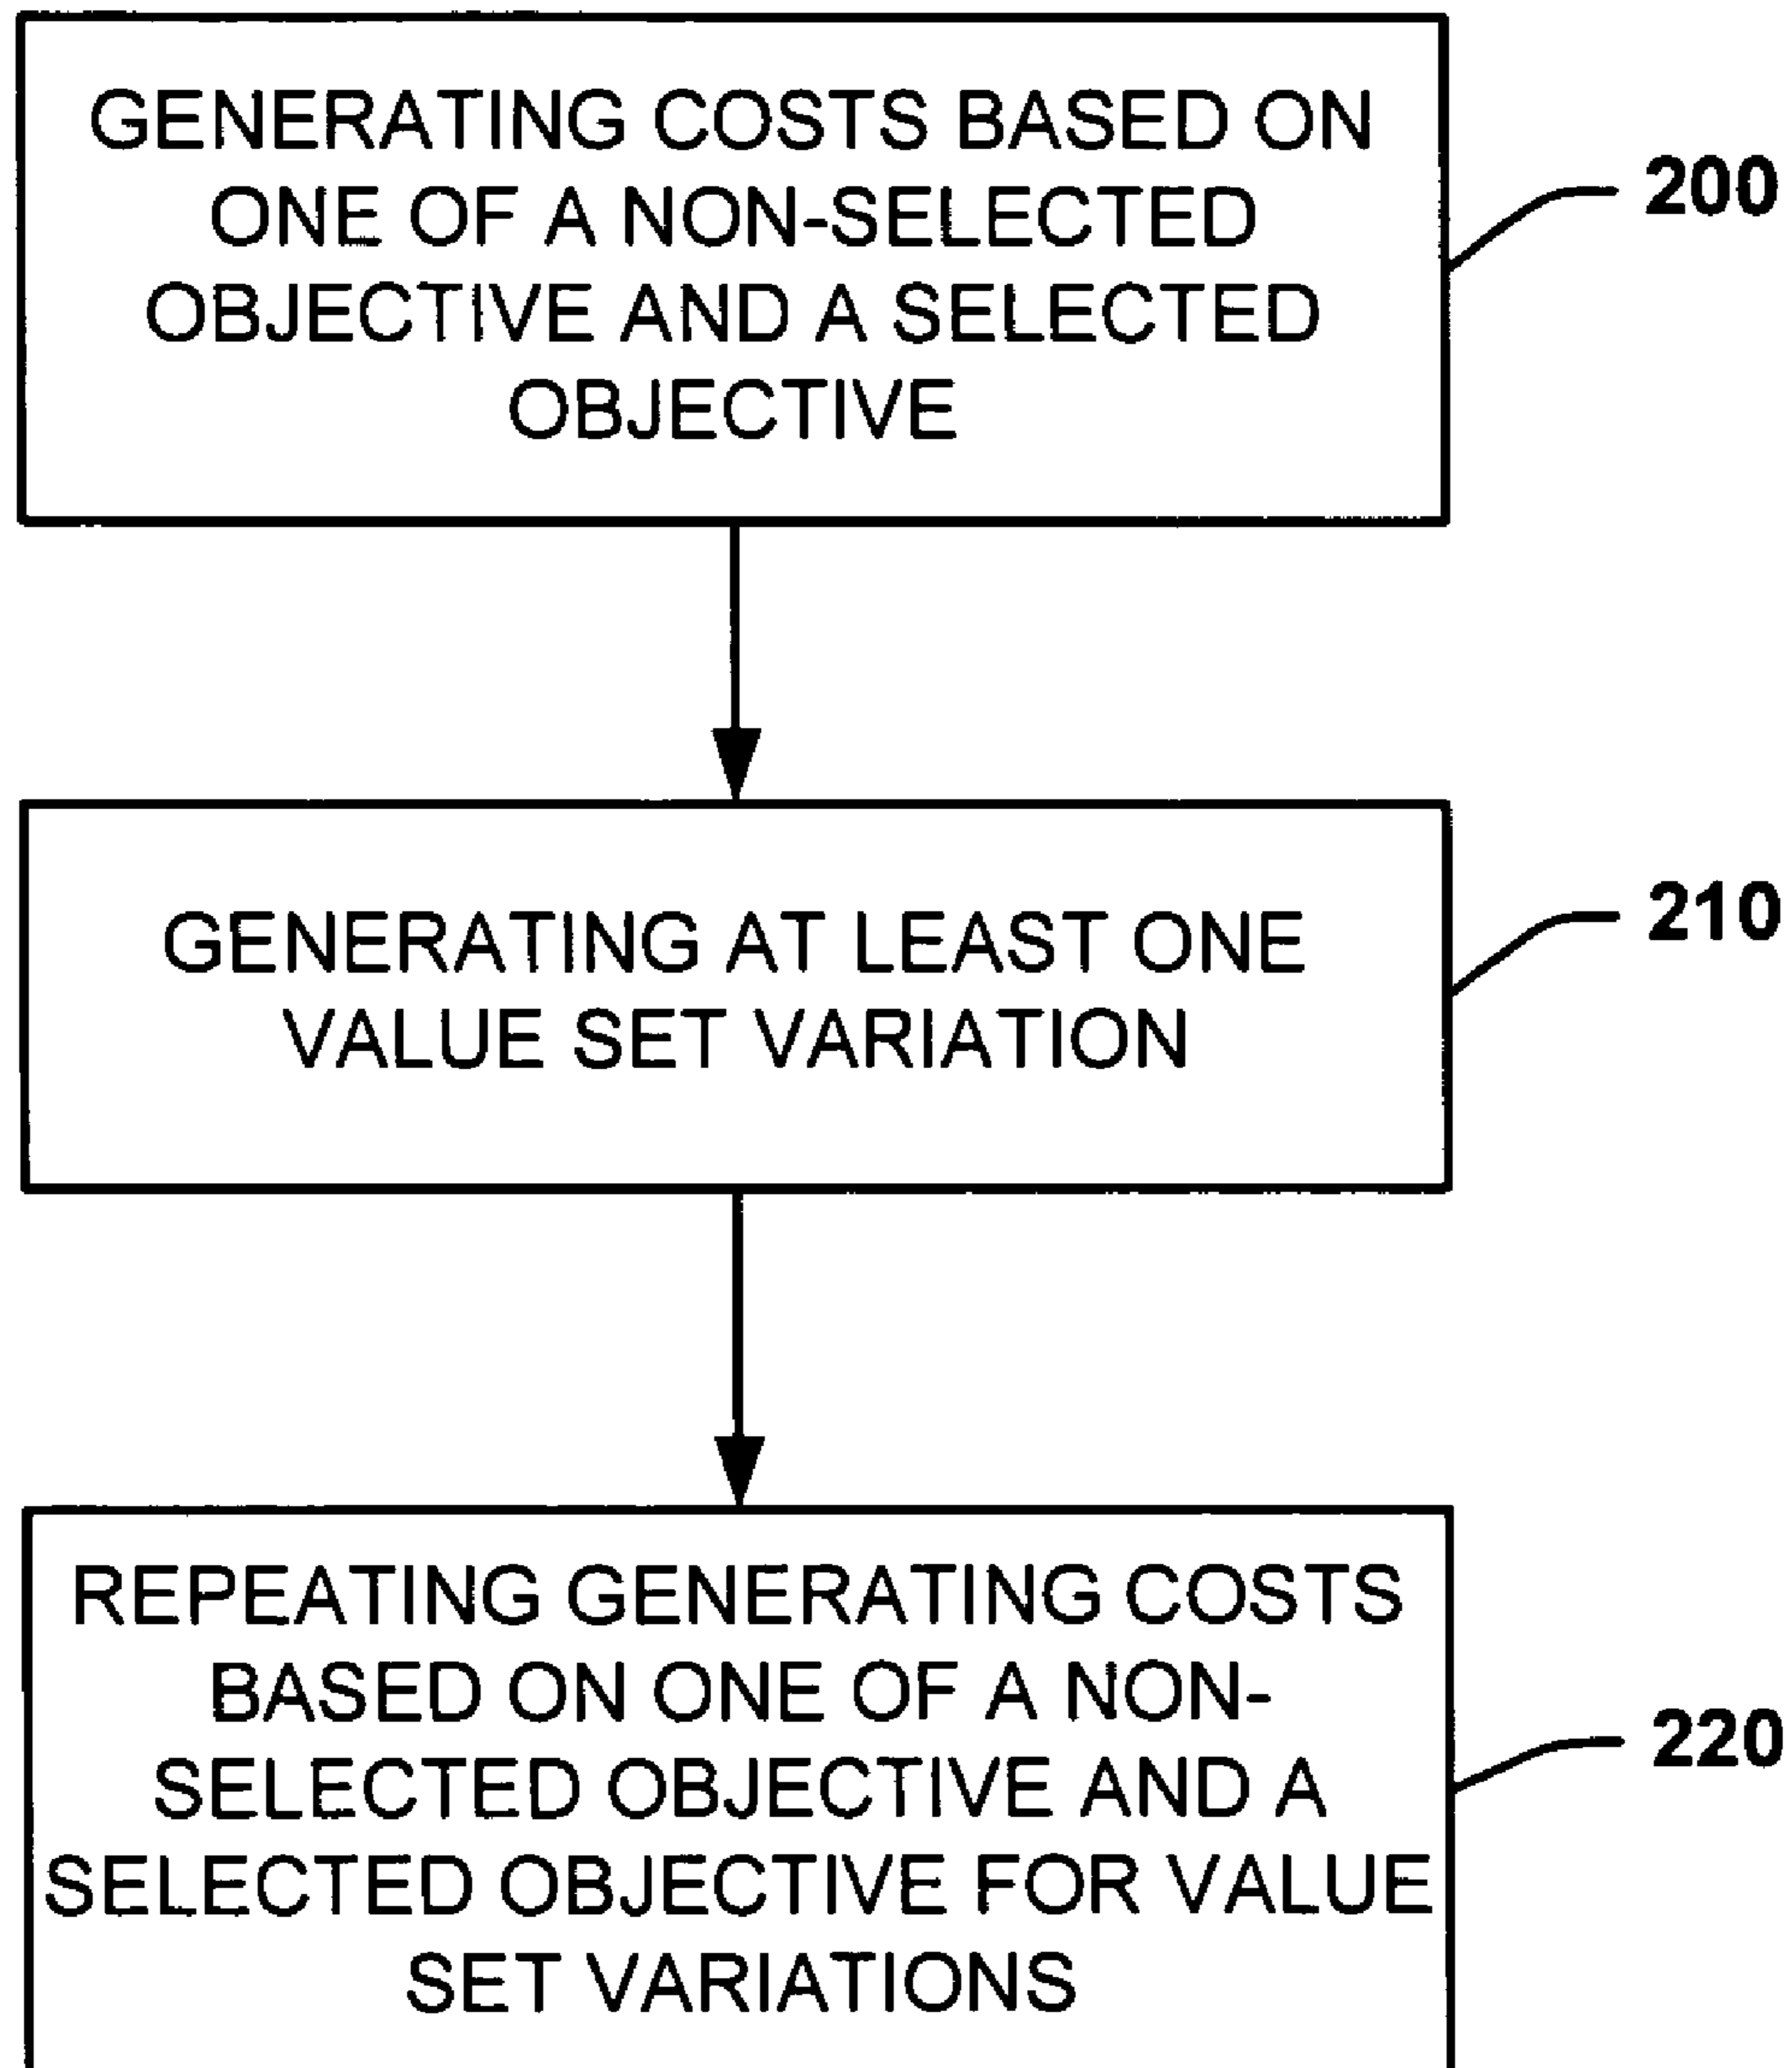 GENERATING COSTS BASED ON
ONE OF A NON-SELECTED
OBJECTIVE AND A SELECTED
OBJECTIVE
200
GENERATING AT LEAST ONE
VALUE SET VARIATION
210
REPEATING GENERATING COSTS
BASED ON ONE OF A NON-
SELECTED OBJECTIVE AND A
SELECTED OBJECTIVE FOR VALUE
SET VARIATIONS
220